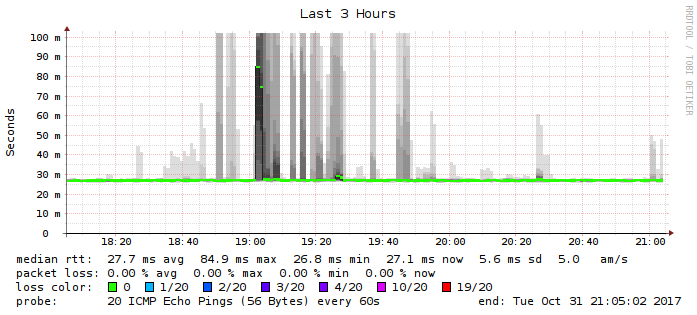 Last 3 Hours
RRDTOOL / TOBI OETIKER
Seconds
100 m
90 m
80 m
70 m
60 m
50 m
40 m
30 m
20 m
10 m
0
18:20 18:40 19:00 19:20 19:40 20:00 20:20 20:40 21:00
median rtt: 27.7 ms avg 84.9 ms max 26.8 ms min 27.1 ms now 5.6 ms sd 5.0 am/s
packet loss: 0.00 % avg 0.00 % max 0.00 % min 0.00 % now
loss color: 0 1/20 2/20 3/20 4/20 10/20 19/20
probe: 20 ICMP Echo Pings (56 Bytes) every 60s end: Tue Oct 31 21:05:02 2017